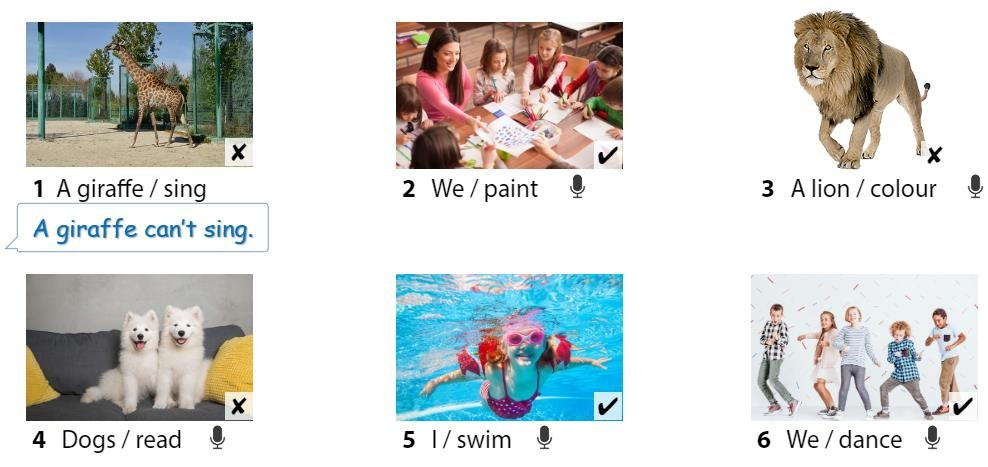 1 A giraffe / sing
A giraffe can't sing.
2 We / paint
3 A lion / colour
4 Dogs / read
5 I / swim
6 We / dance